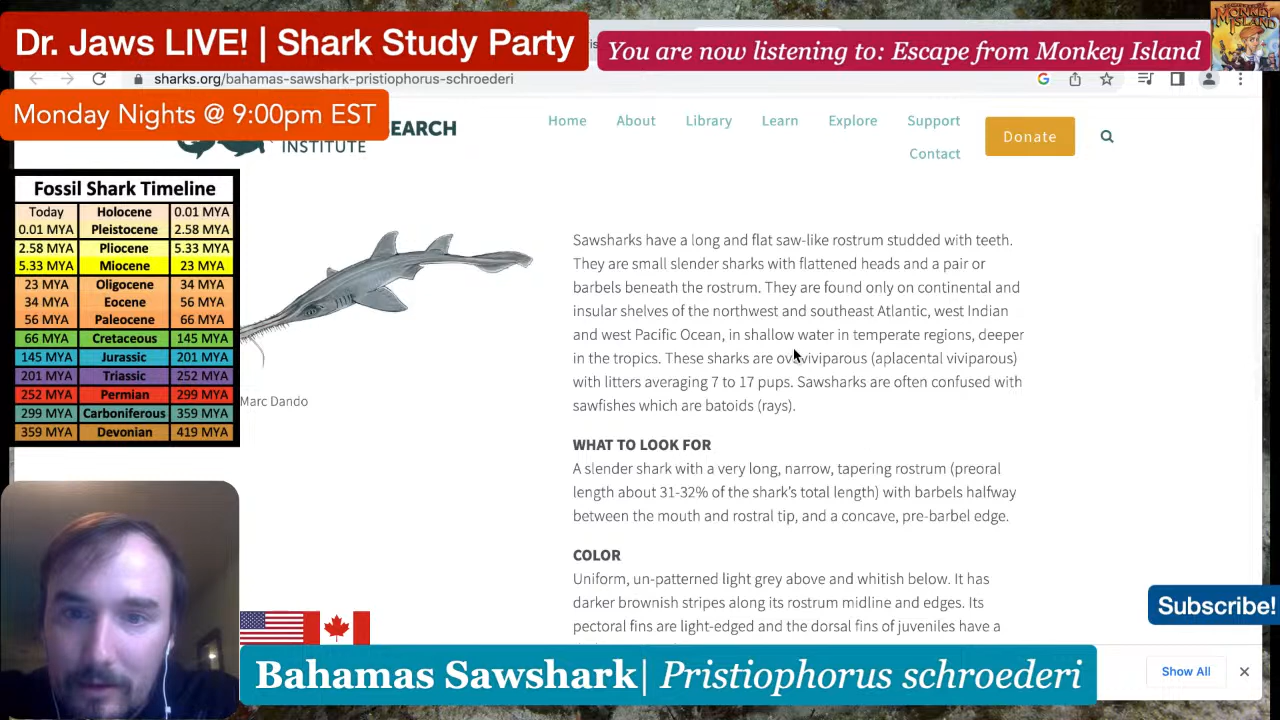 Dr. Jaws LIVE! | Shark Study Party
You are now listening to: Escape from Monkey Island
MONKEY
ISLAND
sharks.org/bahamas-sawshark-pristiophorus-schroederi
Monday Nights @ 9:00pm EST
EARCH
INSTITUTE
Home About Library Learn Explore Support
Contact
Donate
Fossil Shark Timeline
Today Holocene 0.01 MYA
0.01 MYA Pleistocene 2.58 MYA
2.58 MYA Pliocene 5.33 MYA
5.33 MYA Miocene 23 MYA
23 MYA Oligocene 34 MYA
34 MYA Eocene 56 MYA
56 MYA Paleocene 66 MYA
66 MYA Cretaceous 145 MYA
145 MYA Jurassic 201 MYA
201 MYA Triassic 252 MYA
252 MYA Permian 299 MYA
299 MYA Carboniferous 359 MYA
359 MYA Devonian 419 MYA
Marc Dando
Sawsharks have a long and flat saw-like rostrum studded with teeth.
They are small slender sharks with flattened heads and a pair or
barbels beneath the rostrum. They are found only on continental and
insular shelves of the northwest and southeast Atlantic, west Indian
and west Pacific Ocean, in shallow water in temperate regions, deeper
in the tropics. These sharks are ovoviviparous (aplacental viviparous)
with litters averaging 7 to 17 pups. Sawsharks are often confused with
sawfishes which are batoids (rays).
WHAT TO LOOK FOR
A slender shark with a very long, narrow, tapering rostrum (preoral
length about 31-32% of the shark's total length) with barbels halfway
between the mouth and rostral tip, and a concave, pre-barbel edge.
COLOR
Uniform, un-patterned light grey above and whitish below. It has
darker brownish stripes along its rostrum midline and edges. Its
pectoral fins are light-edged and the dorsal fins of juveniles have a
Subscribe!
Bahamas Sawshark| Pristiophorus schroederi
Show All